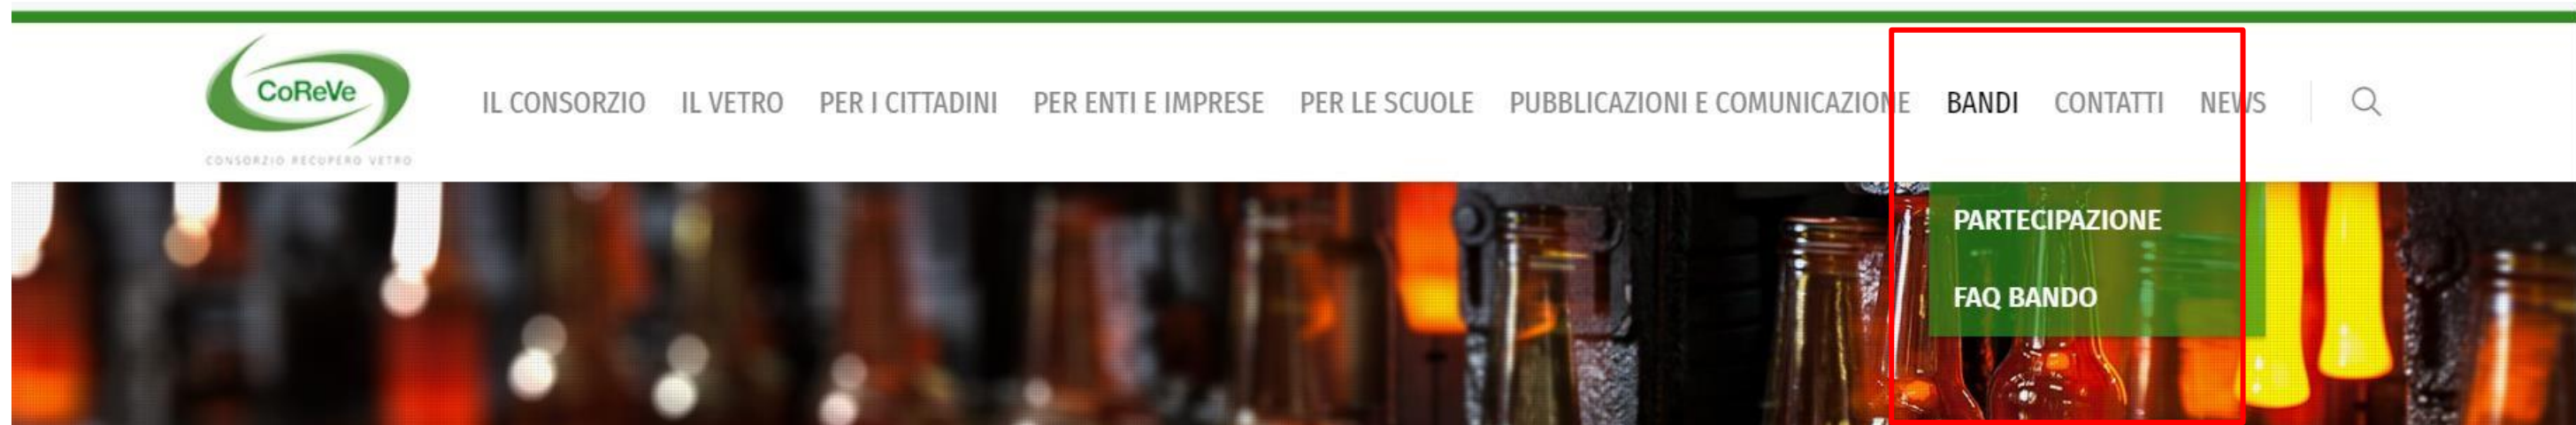 CoReVe
CONSORZIO RECUPERO VETRO
IL CONSORZIO IL VETRO PER I CITTADINI PER ENTI E IMPRESE PER LE SCUOLE PUBBLICAZIONI E COMUNICAZIONE BANDI CONTATTI NEWS
PARTECIPAZIONE
FAQ BANDO